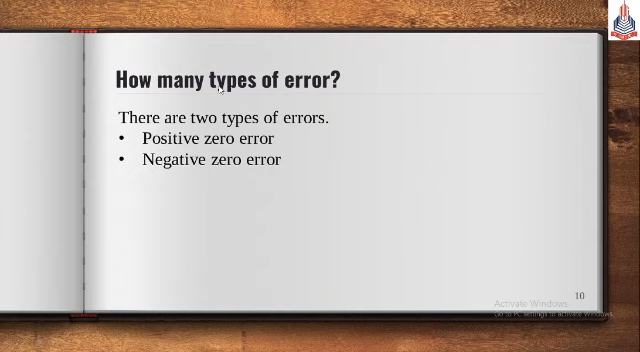 How many types of error?
There are two types of errors.
• Positive zero error
• Negative zero error
10
Activate Windows
Go to PC settings to activate Windows.